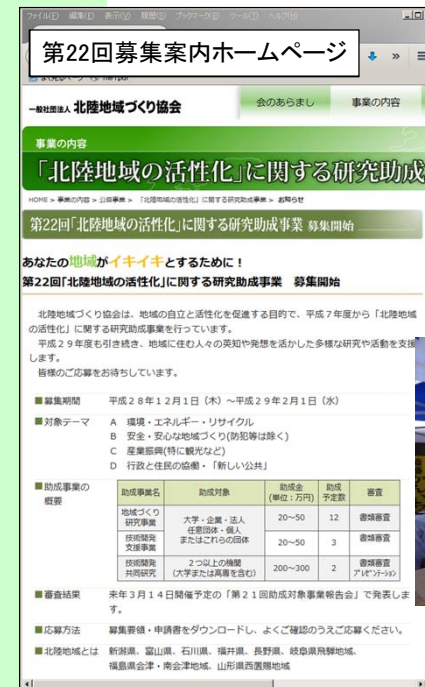 ファイル(F) 編集(E) 表示(V) 履歴(S) ブックマーク(B) ツール(T) ヘルプ(H)
第22回募集案内ホームページ
一般社団法人 北陸地域づくり協会
会のあらまし 事業の内容
事業の内容
「北陸地域の活性化」に関する研究助成
HOME > 事業の内容 > 公益事業 > 「北陸地域の活性化」に関する研究助成事業 > お知らせ
第22回「北陸地域の活性化」に関する研究助成事業 募集開始
あなたの地域がイキイキとするために！
第22回「北陸地域の活性化」に関する研究助成事業 募集開始
北陸地域づくり協会は、地域の自立と活性化を促進する目的で、平成７年度から「北陸地域
の活性化」に関する研究助成事業を行っています。
平成２９年度も引き続き、地域に住む人々の英知や発想を活かした多様な研究や活動を支援
します。
皆様のご応募をお待ちしています。
■募集期間 平成２８年１２月１日（木）～平成２９年２月１日（水）
■対象テーマ A 環境・エネルギー・リサイクル
B 安全・安心な地域づくり(防犯等は除く)
C 産業振興(特に観光など)
D 行政と住民の協働・「新しい公共」
■助成事業の
概要
助成事業名 助成対象 助成金
(単位：万円) 助成
予定数 審査
地域づくり
研究事業 大学・企業・法人
任意団体・個人
またはこれらの団体 20～50 12 書類審査
技術開発
支援事業 20～50 3 書類審査
技術開発
共同研究 2つ以上の機関
(大学または高専を含む) 200～300 2 書類審査
ﾌﾟﾚｾﾞﾝﾃｰｼｮﾝ
■審査結果 来年３月１４日開催予定の「第２１回助成対象事業報告会」で発表しま
す。
■応募方法 募集要領・申請書をダウンロードし、よくご確認のうえご応募ください。
■北陸地域とは 新潟県、富山県、石川県、福井県、長野県、岐阜県飛騨地域、
福島県会津・南会津地域、山形県西置賜地域